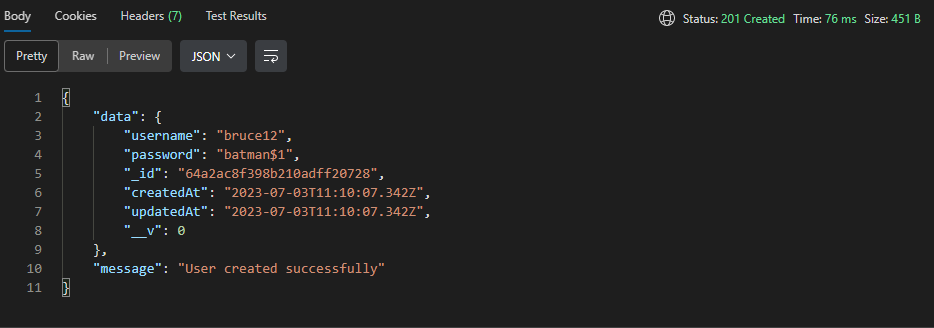 Body Cookies Headers (7) Test Results Status: 201 Created Time: 76 ms Size: 451 B
Pretty Raw Preview JSON
1 {
2 "data": {
3 "username": "bruce12",
4 "password": "batman$1",
5 "_id": "64a2ac8f398b210adff20728",
6 "createdAt": "2023-07-03T11:10:07.342Z",
7 "updatedAt": "2023-07-03T11:10:07.342Z",
8 "__v": 0
9 },
10 "message": "User created successfully"
11 }